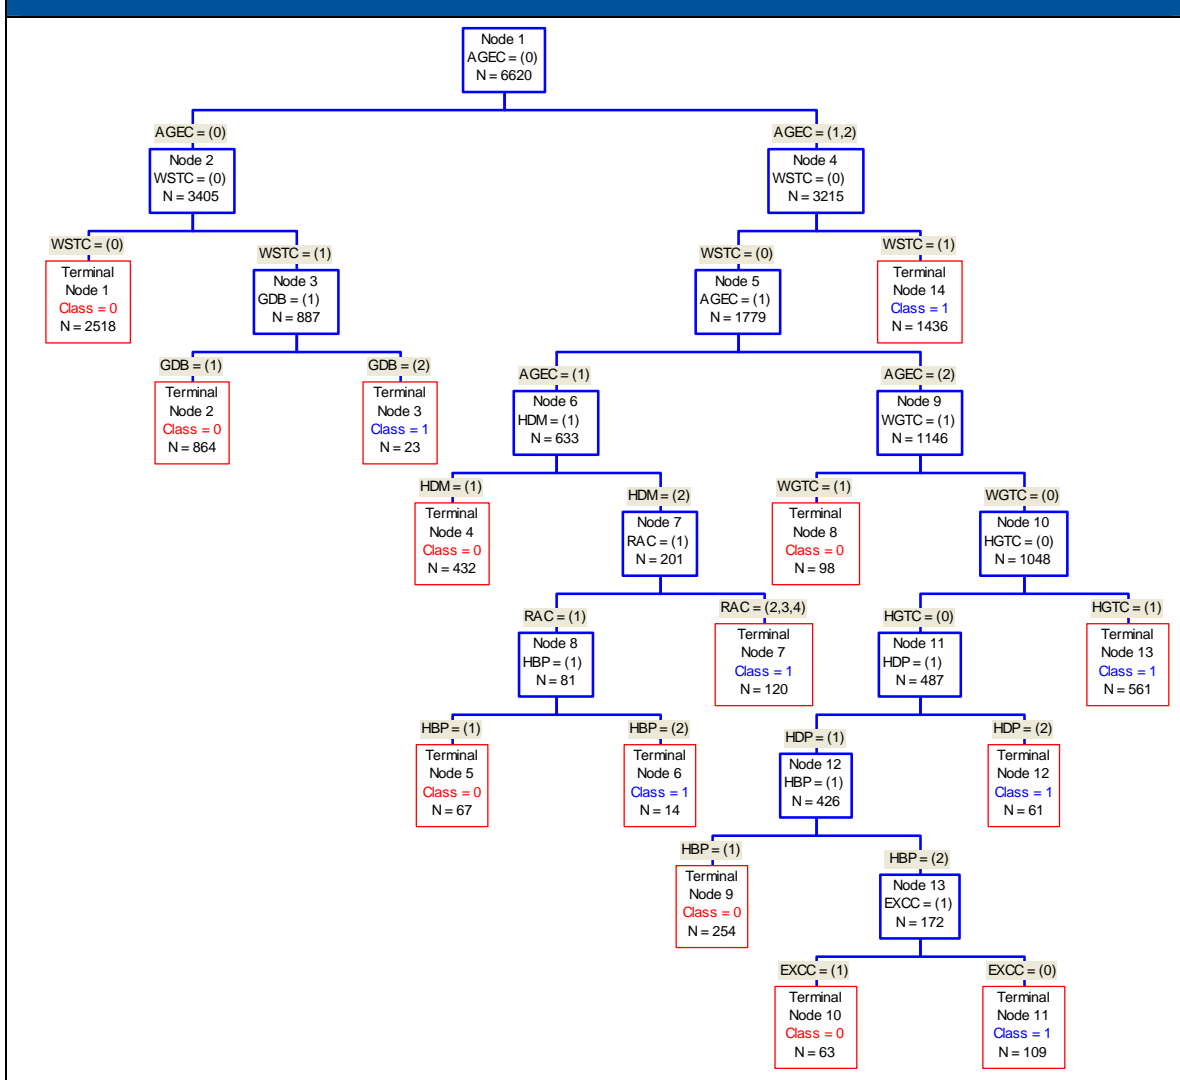 Node 1
AGEC = (0)
N = 6620
AGEC = (0)
AGEC = (1,2)
Node 2
WSTC = (0)
N = 3405
Node 4
WSTC = (0)
N = 3215
WSTC = (0)
WSTC = (1)
WSTC = (0)
WSTC = (1)
Terminal
Node 1
Class = 0
N = 2518
Node 3
GDB = (1)
N = 887
Node 5
AGEC = (1)
N = 1779
Terminal
Node 14
Class = 1
N = 1436
GDB = (1)
GDB = (2)
AGEC = (1)
AGEC = (2)
Terminal
Node 2
Class = 0
N = 864
Terminal
Node 3
Class = 1
N = 23
Node 6
HDM = (1)
N = 633
Node 9
WGTC = (1)
N = 1146
HDM = (1)
HDM = (2)
WGTC = (1)
WGTC = (0)
Terminal
Node 4
Class = 0
N = 432
Node 7
RAC = (1)
N = 201
Terminal
Node 8
Class = 0
N = 98
Node 10
HGTC = (0)
N = 1048
RAC = (1)
RAC = (2,3,4)
HGTC = (0)
HGTC = (1)
Node 8
HBP = (1)
N = 81
Terminal
Node 7
Class = 1
N = 120
Node 11
HDP = (1)
N = 487
Terminal
Node 13
Class = 1
N = 561
HBP = (1)
HBP = (2)
HDP = (1)
HDP = (2)
Terminal
Node 5
Class = 0
N = 67
Terminal
Node 6
Class = 1
N = 14
Node 12
HBP = (1)
N = 426
Terminal
Node 12
Class = 1
N = 61
HBP = (1)
HBP = (2)
Terminal
Node 9
Class = 0
N = 254
Node 13
EXCC = (1)
N = 172
EXCC = (1)
EXCC = (0)
Terminal
Node 10
Class = 0
N = 63
Terminal
Node 11
Class = 1
N = 109